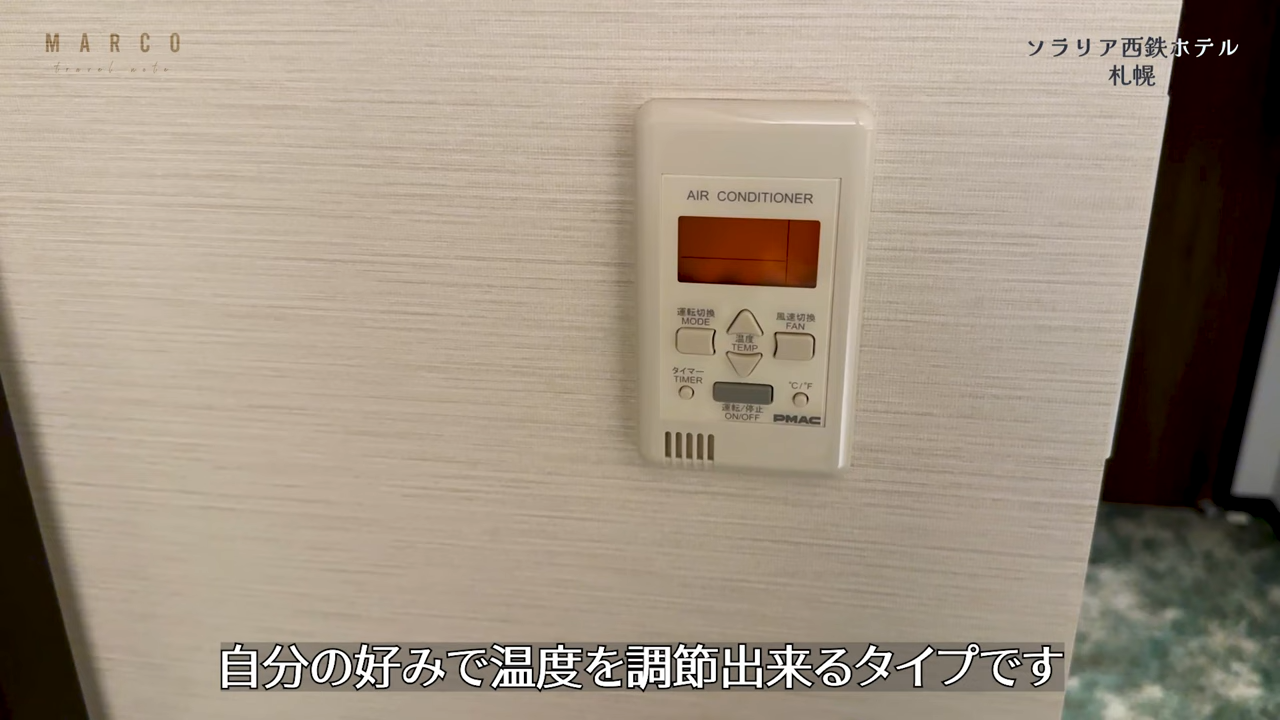 MARCO
travel note
ソラリア西鉄ホテル
札幌
AIR CONDITIONER
運転切換
MODE
風速切換
FAN
温度
TEMP
タイマー
TIMER
℃/℉
運転/停止
ON/OFF
PMAC
自分の好みで温度を調節出来るタイプです